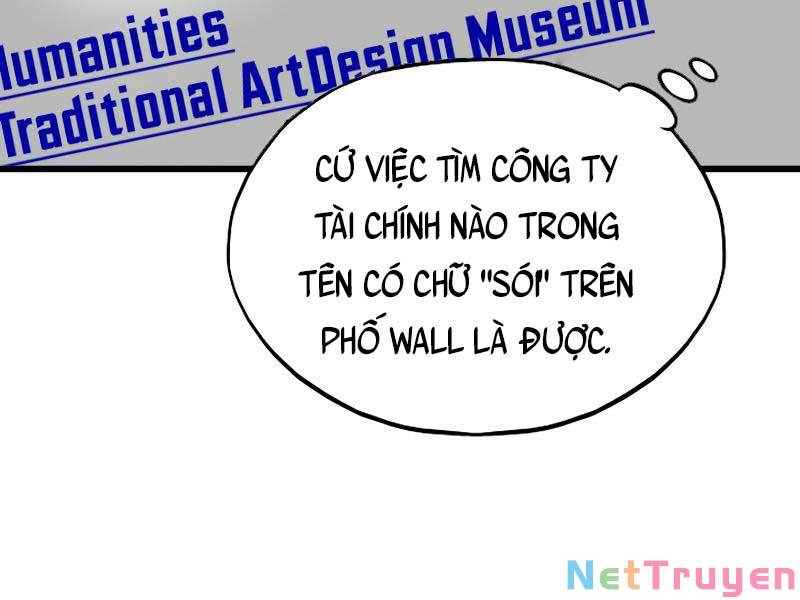 Humanities
Traditional ArtDesign Museum
CỨ VIỆC TÌM CÔNG TY
TÀI CHÍNH NÀO TRONG
TÊN CÓ CHỮ "SÓI" TRÊN
PHỐ WALL LÀ ĐƯỢC.
NetTruyen